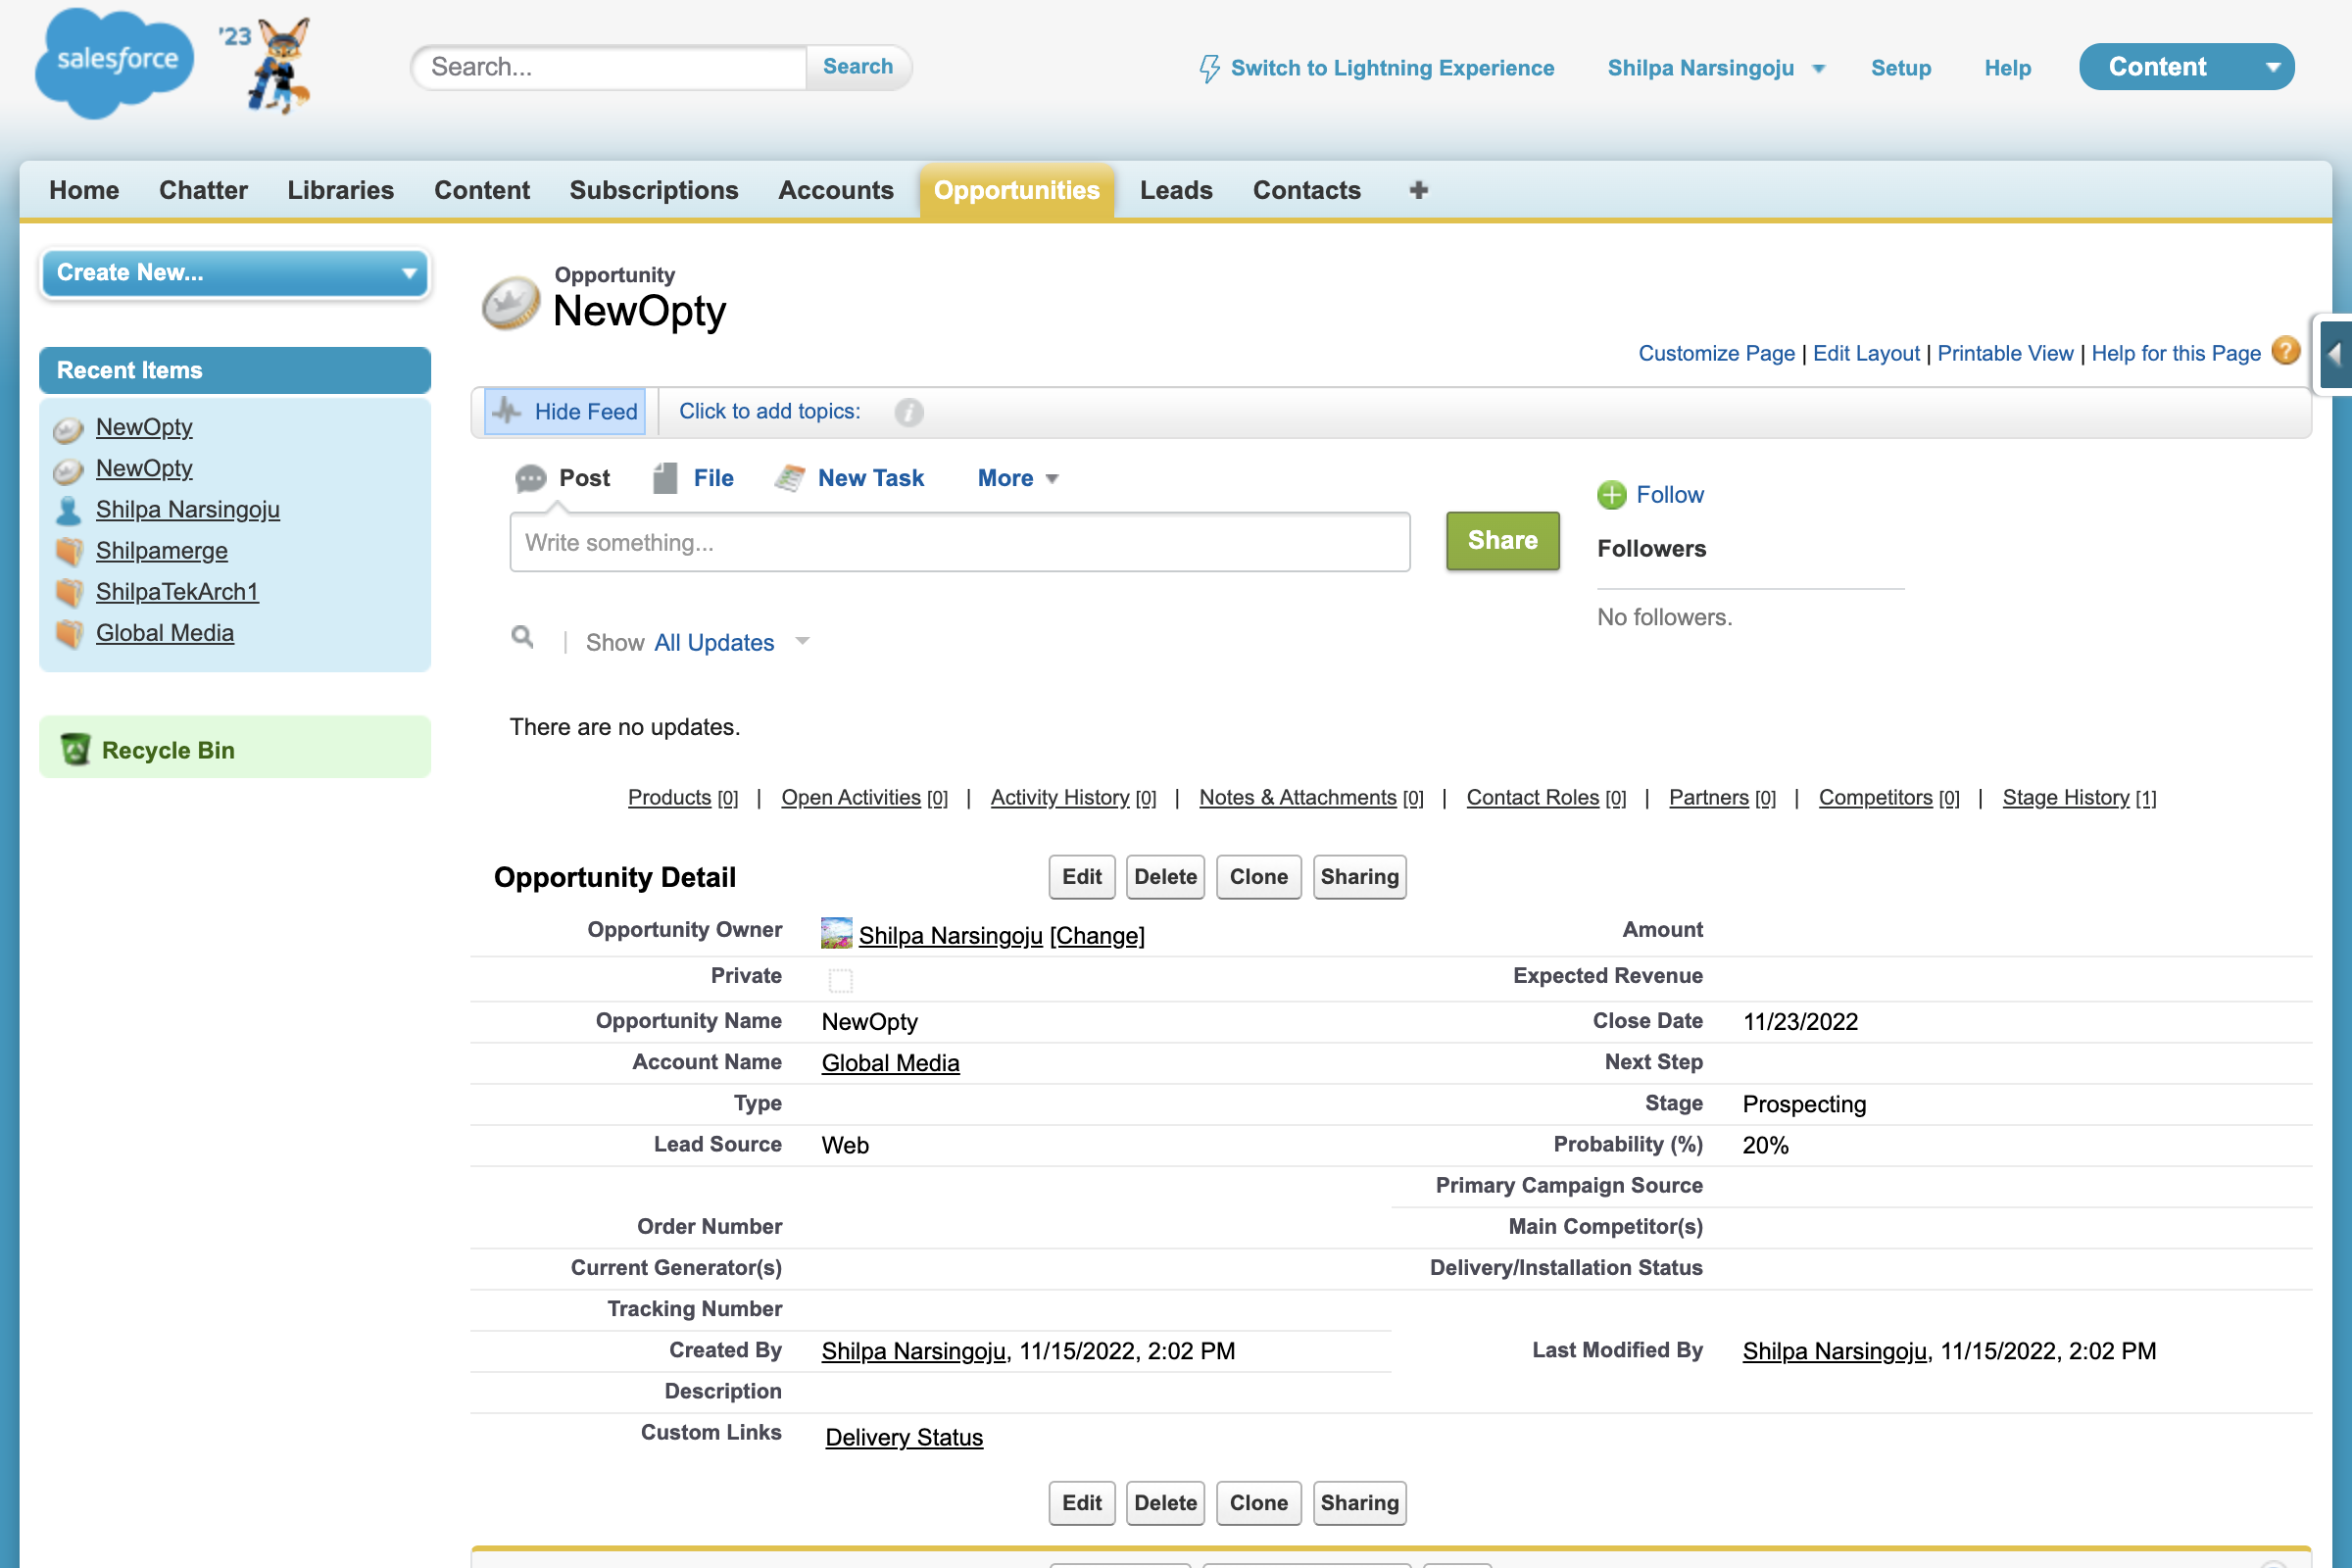 salesforce
'23
Search...
Search
Switch to Lightning Experience
Shilpa Narsingoju
Setup
Help
Content
Home
Chatter
Libraries
Content
Subscriptions
Accounts
Opportunities
Leads
Contacts
Create New...
Recent Items
NewOpty
NewOpty
Shilpa Narsingoju
Shilpamerge
ShilpaTekArch1
Global Media
Recycle Bin
Opportunity
NewOpty
Customize Page | Edit Layout | Printable View | Help for this Page
Hide Feed
Click to add topics:
Post
File
New Task
More
Write something...
Share
Follow
Followers
No followers.
Show All Updates
There are no updates.
Products [0] | Open Activities [0] | Activity History [0] | Notes & Attachments [0] | Contact Roles [0] | Partners [0] | Competitors [0] | Stage History [1]
Opportunity Detail
Edit
Delete
Clone
Sharing
Opportunity Owner Shilpa Narsingoju [Change]
Amount
Private
Expected Revenue
Opportunity Name NewOpty
Close Date 11/23/2022
Account Name Global Media
Next Step
Type
Stage Prospecting
Lead Source Web
Probability (%) 20%
Primary Campaign Source
Order Number
Main Competitor(s)
Current Generator(s)
Delivery/Installation Status
Tracking Number
Created By Shilpa Narsingoju, 11/15/2022, 2:02 PM
Last Modified By Shilpa Narsingoju, 11/15/2022, 2:02 PM
Description
Custom Links Delivery Status
Edit
Delete
Clone
Sharing